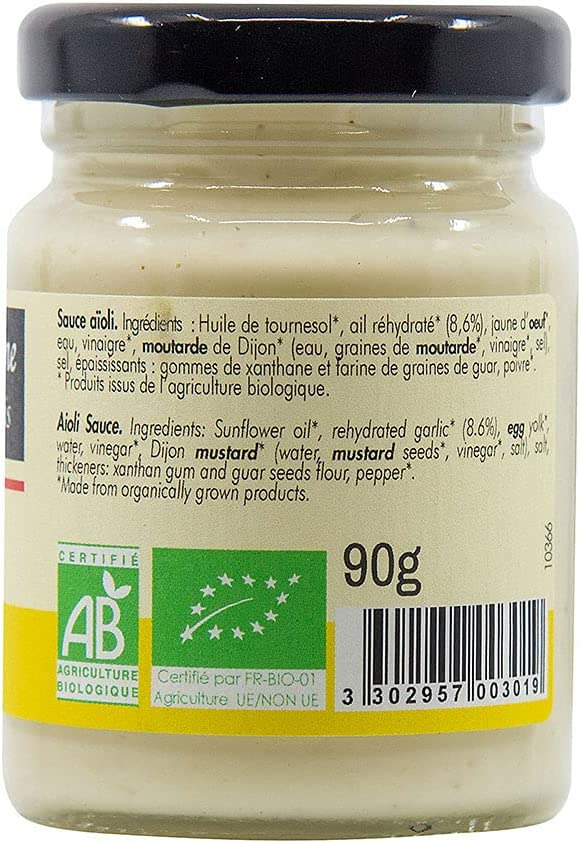 Sauce aïoli. Ingrédients : Huile de tournesol*, ail réhydraté* (8,6%), jaune d'oeuf*,
eau, vinaigre*, moutarde de Dijon* (eau, graines de moutarde*, vinaigre*, sel),
sel, épaississants : gommes de xanthane et farine de graines de guar, poivre*.
* Produits issus de l'agriculture biologique.
Aioli Sauce. Ingredients: Sunflower oil*, rehydrated garlic* (8.6%), egg yolk*,
water, vinegar*, Dijon mustard* (water, mustard seeds*, vinegar*, salt), salt,
thickeners: xanthan gum and guar seeds flour, pepper*.
*Made from organically grown products.
10366
CERTIFIÉ
AB
AGRICULTURE
BIOLOGIQUE
Certifié par FR-BIO-01
Agriculture UE/NON UE
90g
3 302957 003019